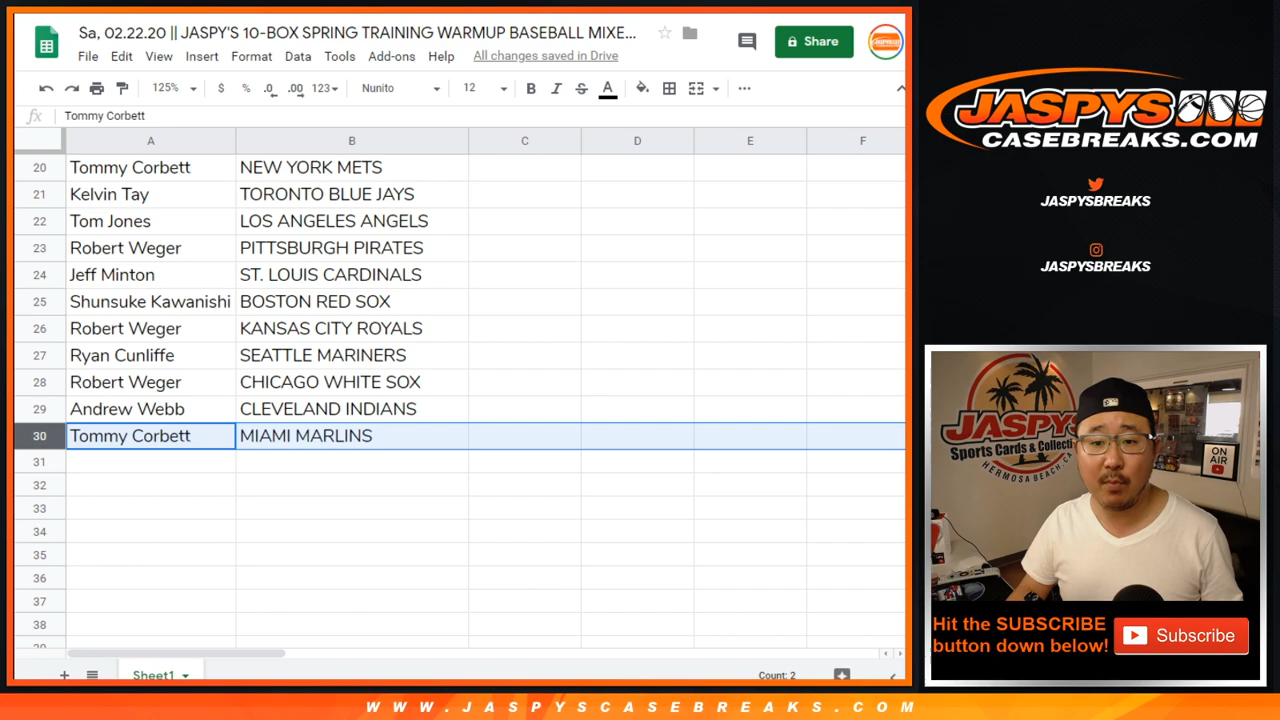 Sa, 02.22.20 || JASPY'S 10-BOX SPRING TRAINING WARMUP BASEBALL MIXE...
File Edit View Insert Format Data Tools Add-ons Help All changes saved in Drive
Share
125% $ % .0 .00 123 Nunito 12 B I S A
fx Tommy Corbett
A B C D E F
20 Tommy Corbett NEW YORK METS
21 Kelvin Tay TORONTO BLUE JAYS
22 Tom Jones LOS ANGELES ANGELS
23 Robert Weger PITTSBURGH PIRATES
24 Jeff Minton ST. LOUIS CARDINALS
25 Shunsuke Kawanishi BOSTON RED SOX
26 Robert Weger KANSAS CITY ROYALS
27 Ryan Cunliffe SEATTLE MARINERS
28 Robert Weger CHICAGO WHITE SOX
29 Andrew Webb CLEVELAND INDIANS
30 Tommy Corbett MIAMI MARLINS
31
32
33
34
35
36
37
38
Sheet1 Count: 2
JASPYS
CASEBREAKS.COM
JASPYSBREAKS
JASPYSBREAKS
JASPYS
Sports Cards & Collecti
HERMOSA BEACH, CA
ON
AIR
Hit the SUBSCRIBE
button down below!
Subscribe
WWW.JASPYSCASEBREAKS.COM